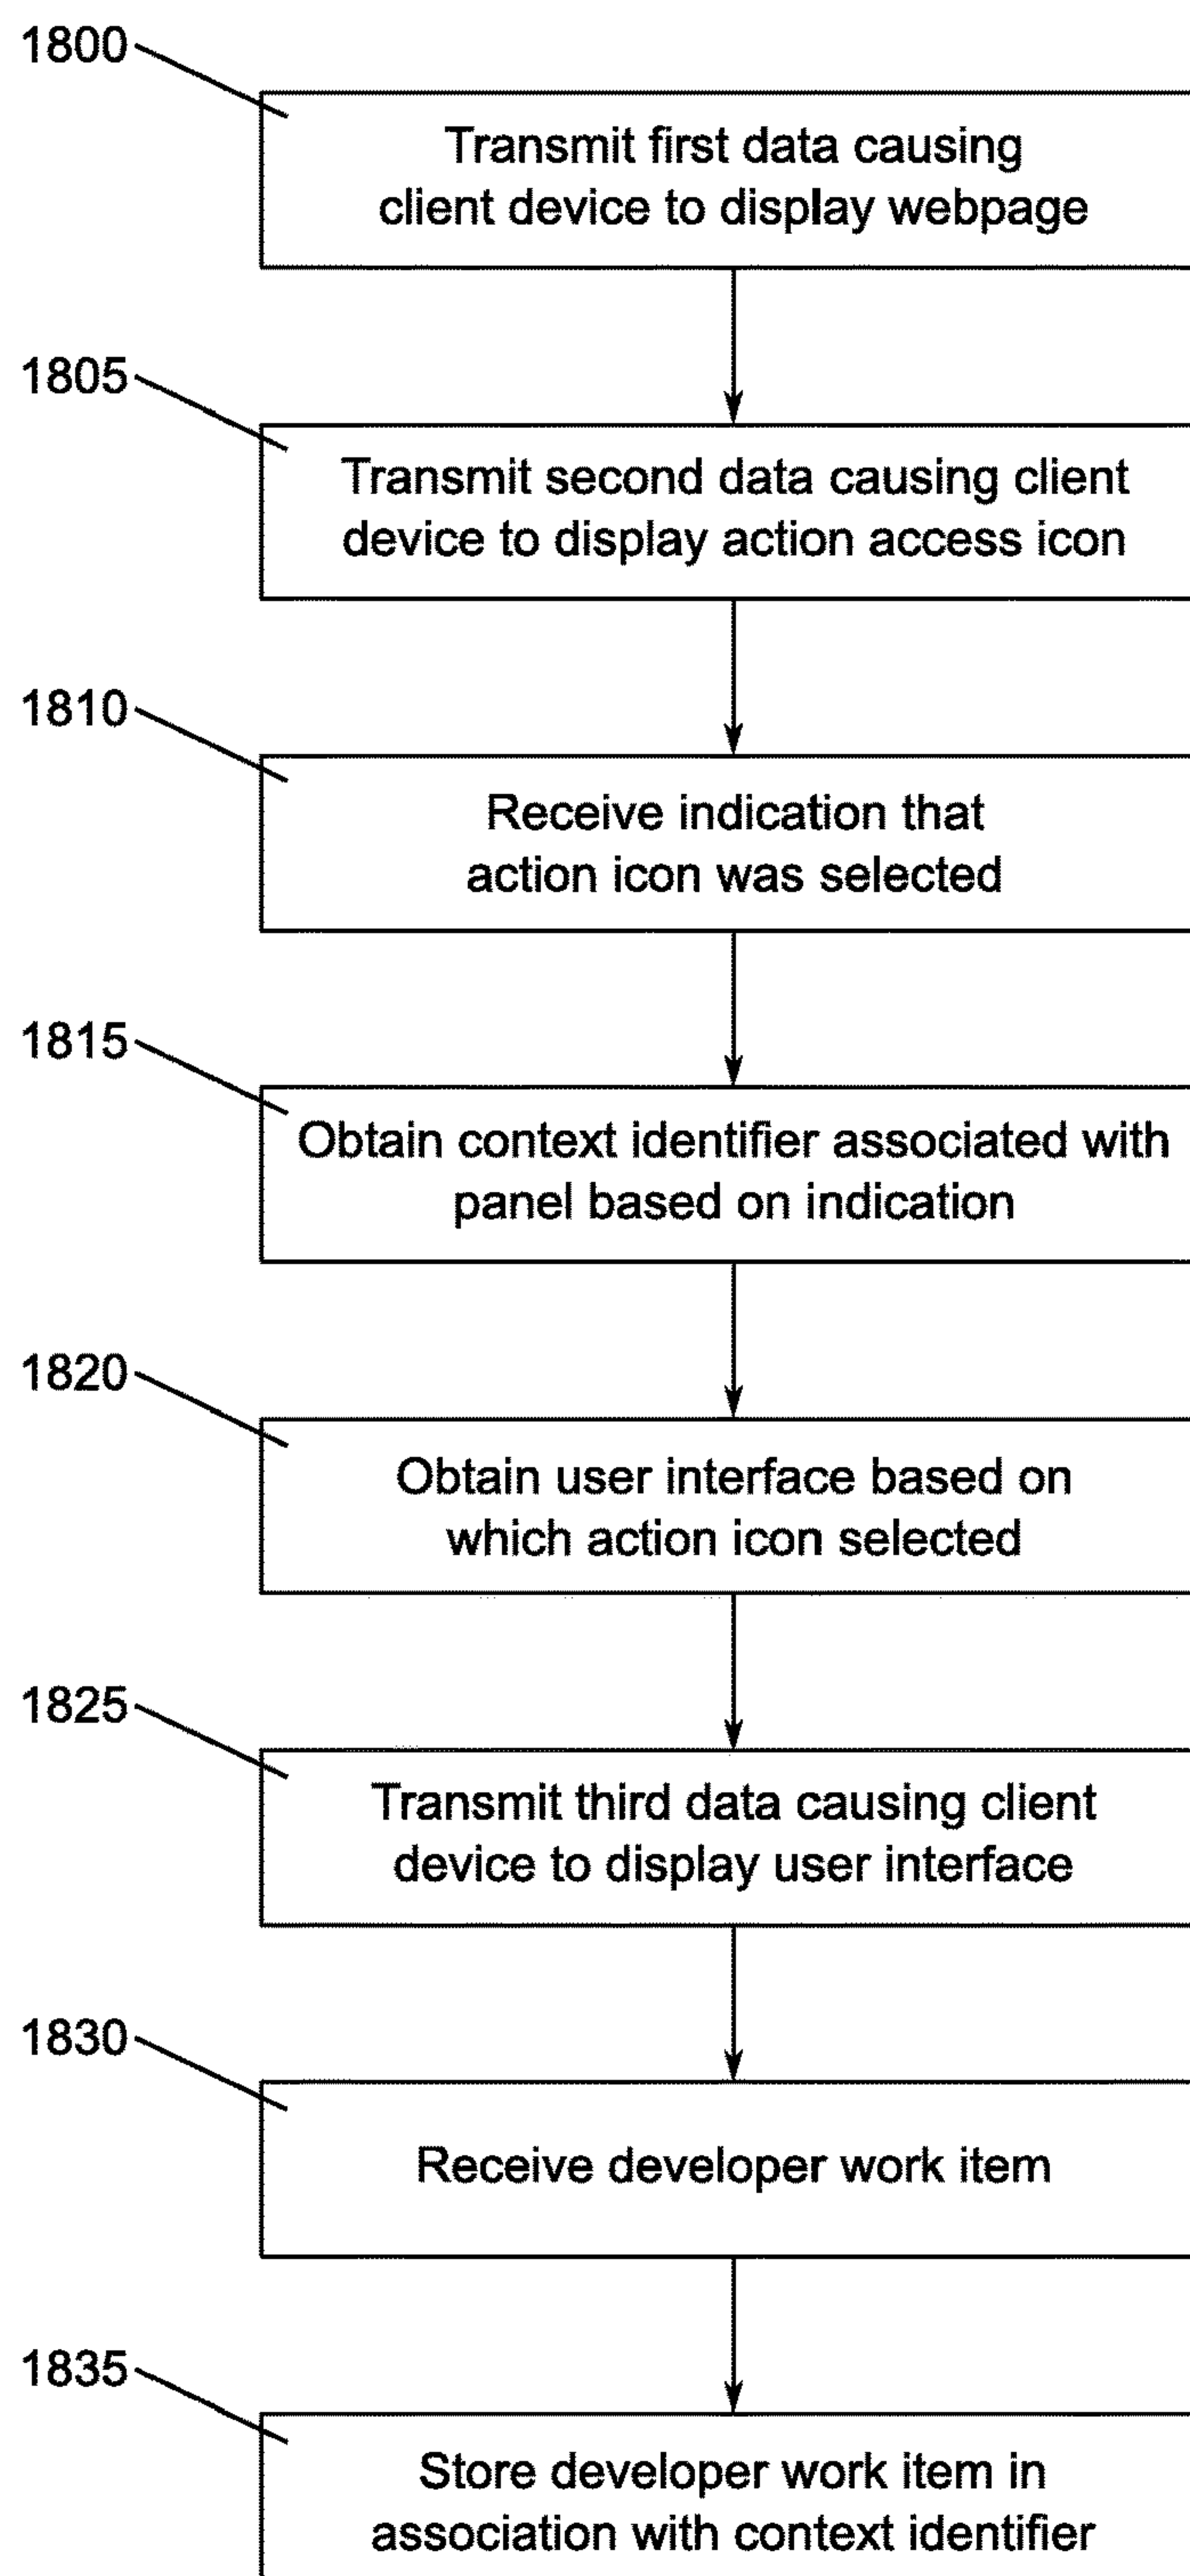 1800
Transmit first data causing
client device to display webpage
1805
Transmit second data causing client
device to display action access icon
1810
Receive indication that
action icon was selected
1815
Obtain context identifier associated with
panel based on indication
1820
Obtain user interface based on
which action icon selected
1825
Transmit third data causing client
device to display user interface
1830
Receive developer work item
1835
Store developer work item in
association with context identifier